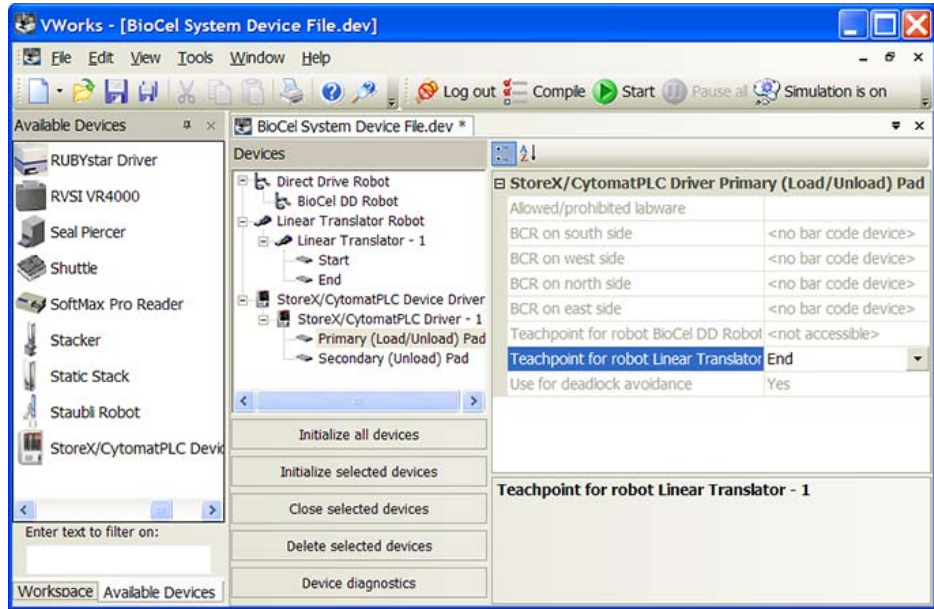 VWorks - [BioCel System Device File.dev]
File Edit View Tools Window Help
Log out Compile Start Pause all Simulation is on
Available Devices
RUBYstar Driver
RVSI VR4000
Seal Piercer
Shuttle
SoftMax Pro Reader
Stacker
Static Stack
Staubli Robot
StoreX/CytomatPLC Devic
Enter text to filter on:
Workspace Available Devices
BioCel System Device File.dev *
Devices
Direct Drive Robot
BioCel DD Robot
Linear Translator Robot
Linear Translator - 1
Start
End
StoreX/CytomatPLC Device Driver
StoreX/CytomatPLC Driver - 1
Primary (Load/Unload) Pad
Secondary (Unload) Pad
Initialize all devices
Initialize selected devices
Close selected devices
Delete selected devices
Device diagnostics
StoreX/CytomatPLC Driver Primary (Load/Unload) Pad
Allowed/prohibited labware
BCR on south side <no bar code device>
BCR on west side <no bar code device>
BCR on north side <no bar code device>
BCR on east side <no bar code device>
Teachpoint for robot BioCel DD Robot <not accessible>
Teachpoint for robot Linear Translator End
Use for deadlock avoidance Yes
Teachpoint for robot Linear Translator - 1